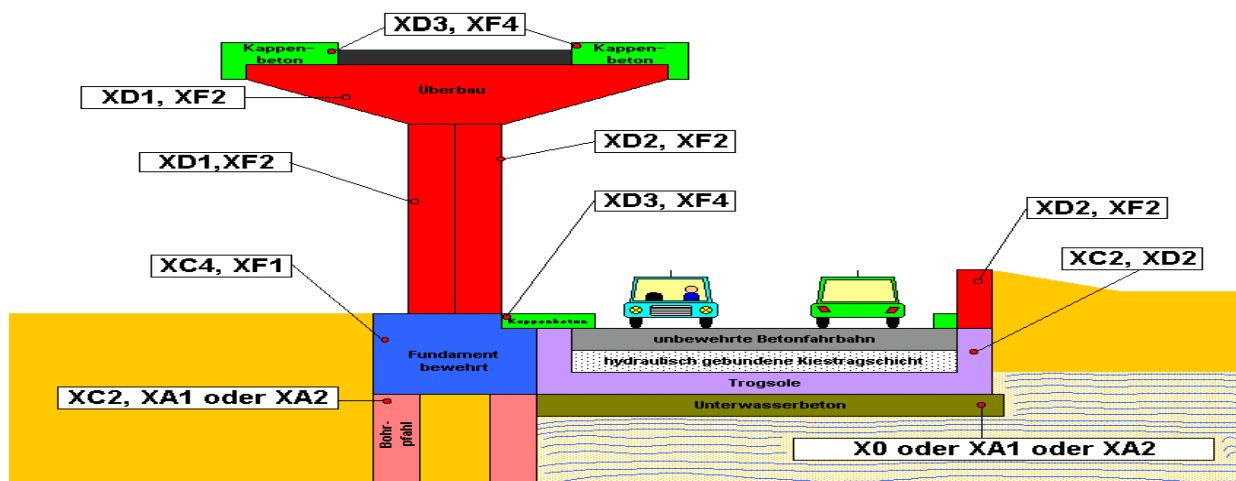 XD3, XF4
Kappen-
beton
Kappen-
beton
Überbau
XD1, XF2
XD2, XF2
XD1,XF2
XD3, XF4
XD2, XF2
XC4, XF1
XC2, XD2
Kappenbeton
unbewehrte Betonfahrbahn
hydraulisch gebundene Kiestragschicht
Fundament
bewehrt
Trogsole
XC2, XA1 oder XA2
Unterwasserbeton
Bohr-
pfahl
X0 oder XA1 oder XA2